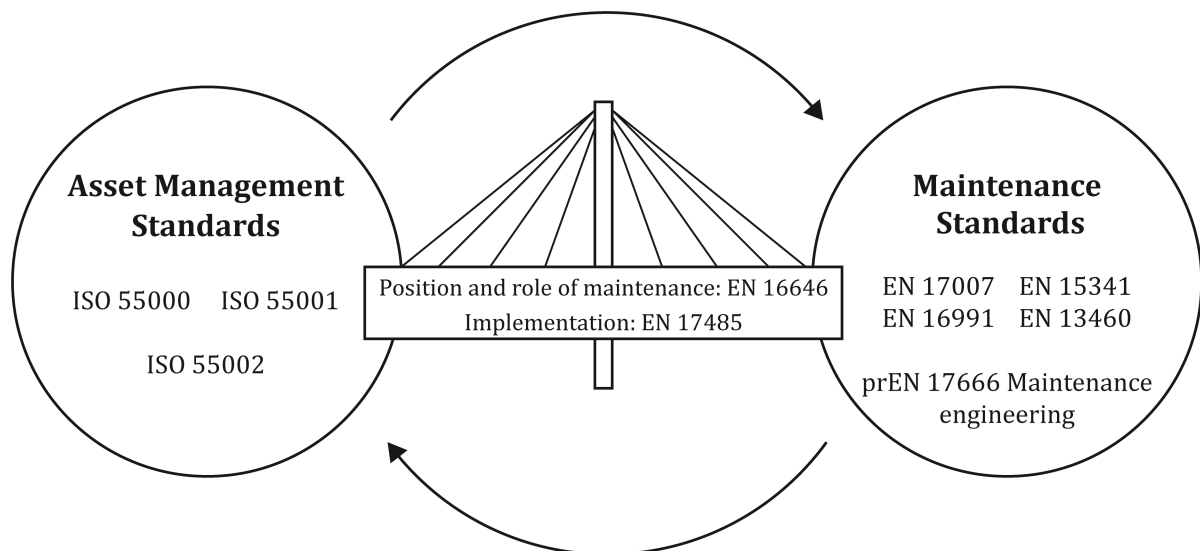 Asset Management
Standards
ISO 55000 ISO 55001
ISO 55002
Position and role of maintenance: EN 16646
Implementation: EN 17485
Maintenance
Standards
EN 17007 EN 15341
EN 16991 EN 13460
prEN 17666 Maintenance
engineering